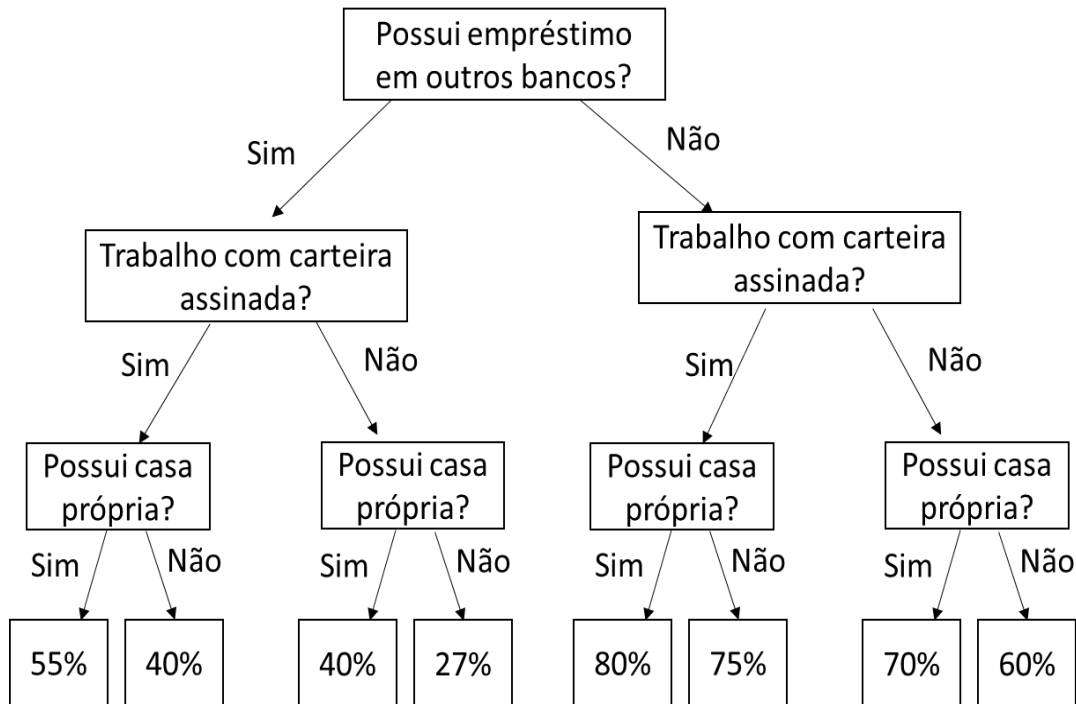 Possui empréstimo
em outros bancos?
Sim
Não
Trabalho com carteira
assinada?
Trabalho com carteira
assinada?
Sim
Não
Sim
Não
Possui casa
própria?
Possui casa
própria?
Possui casa
própria?
Possui casa
própria?
Sim
Não
Sim
Não
Sim
Não
Sim
Não
55%
40%
40%
27%
80%
75%
70%
60%